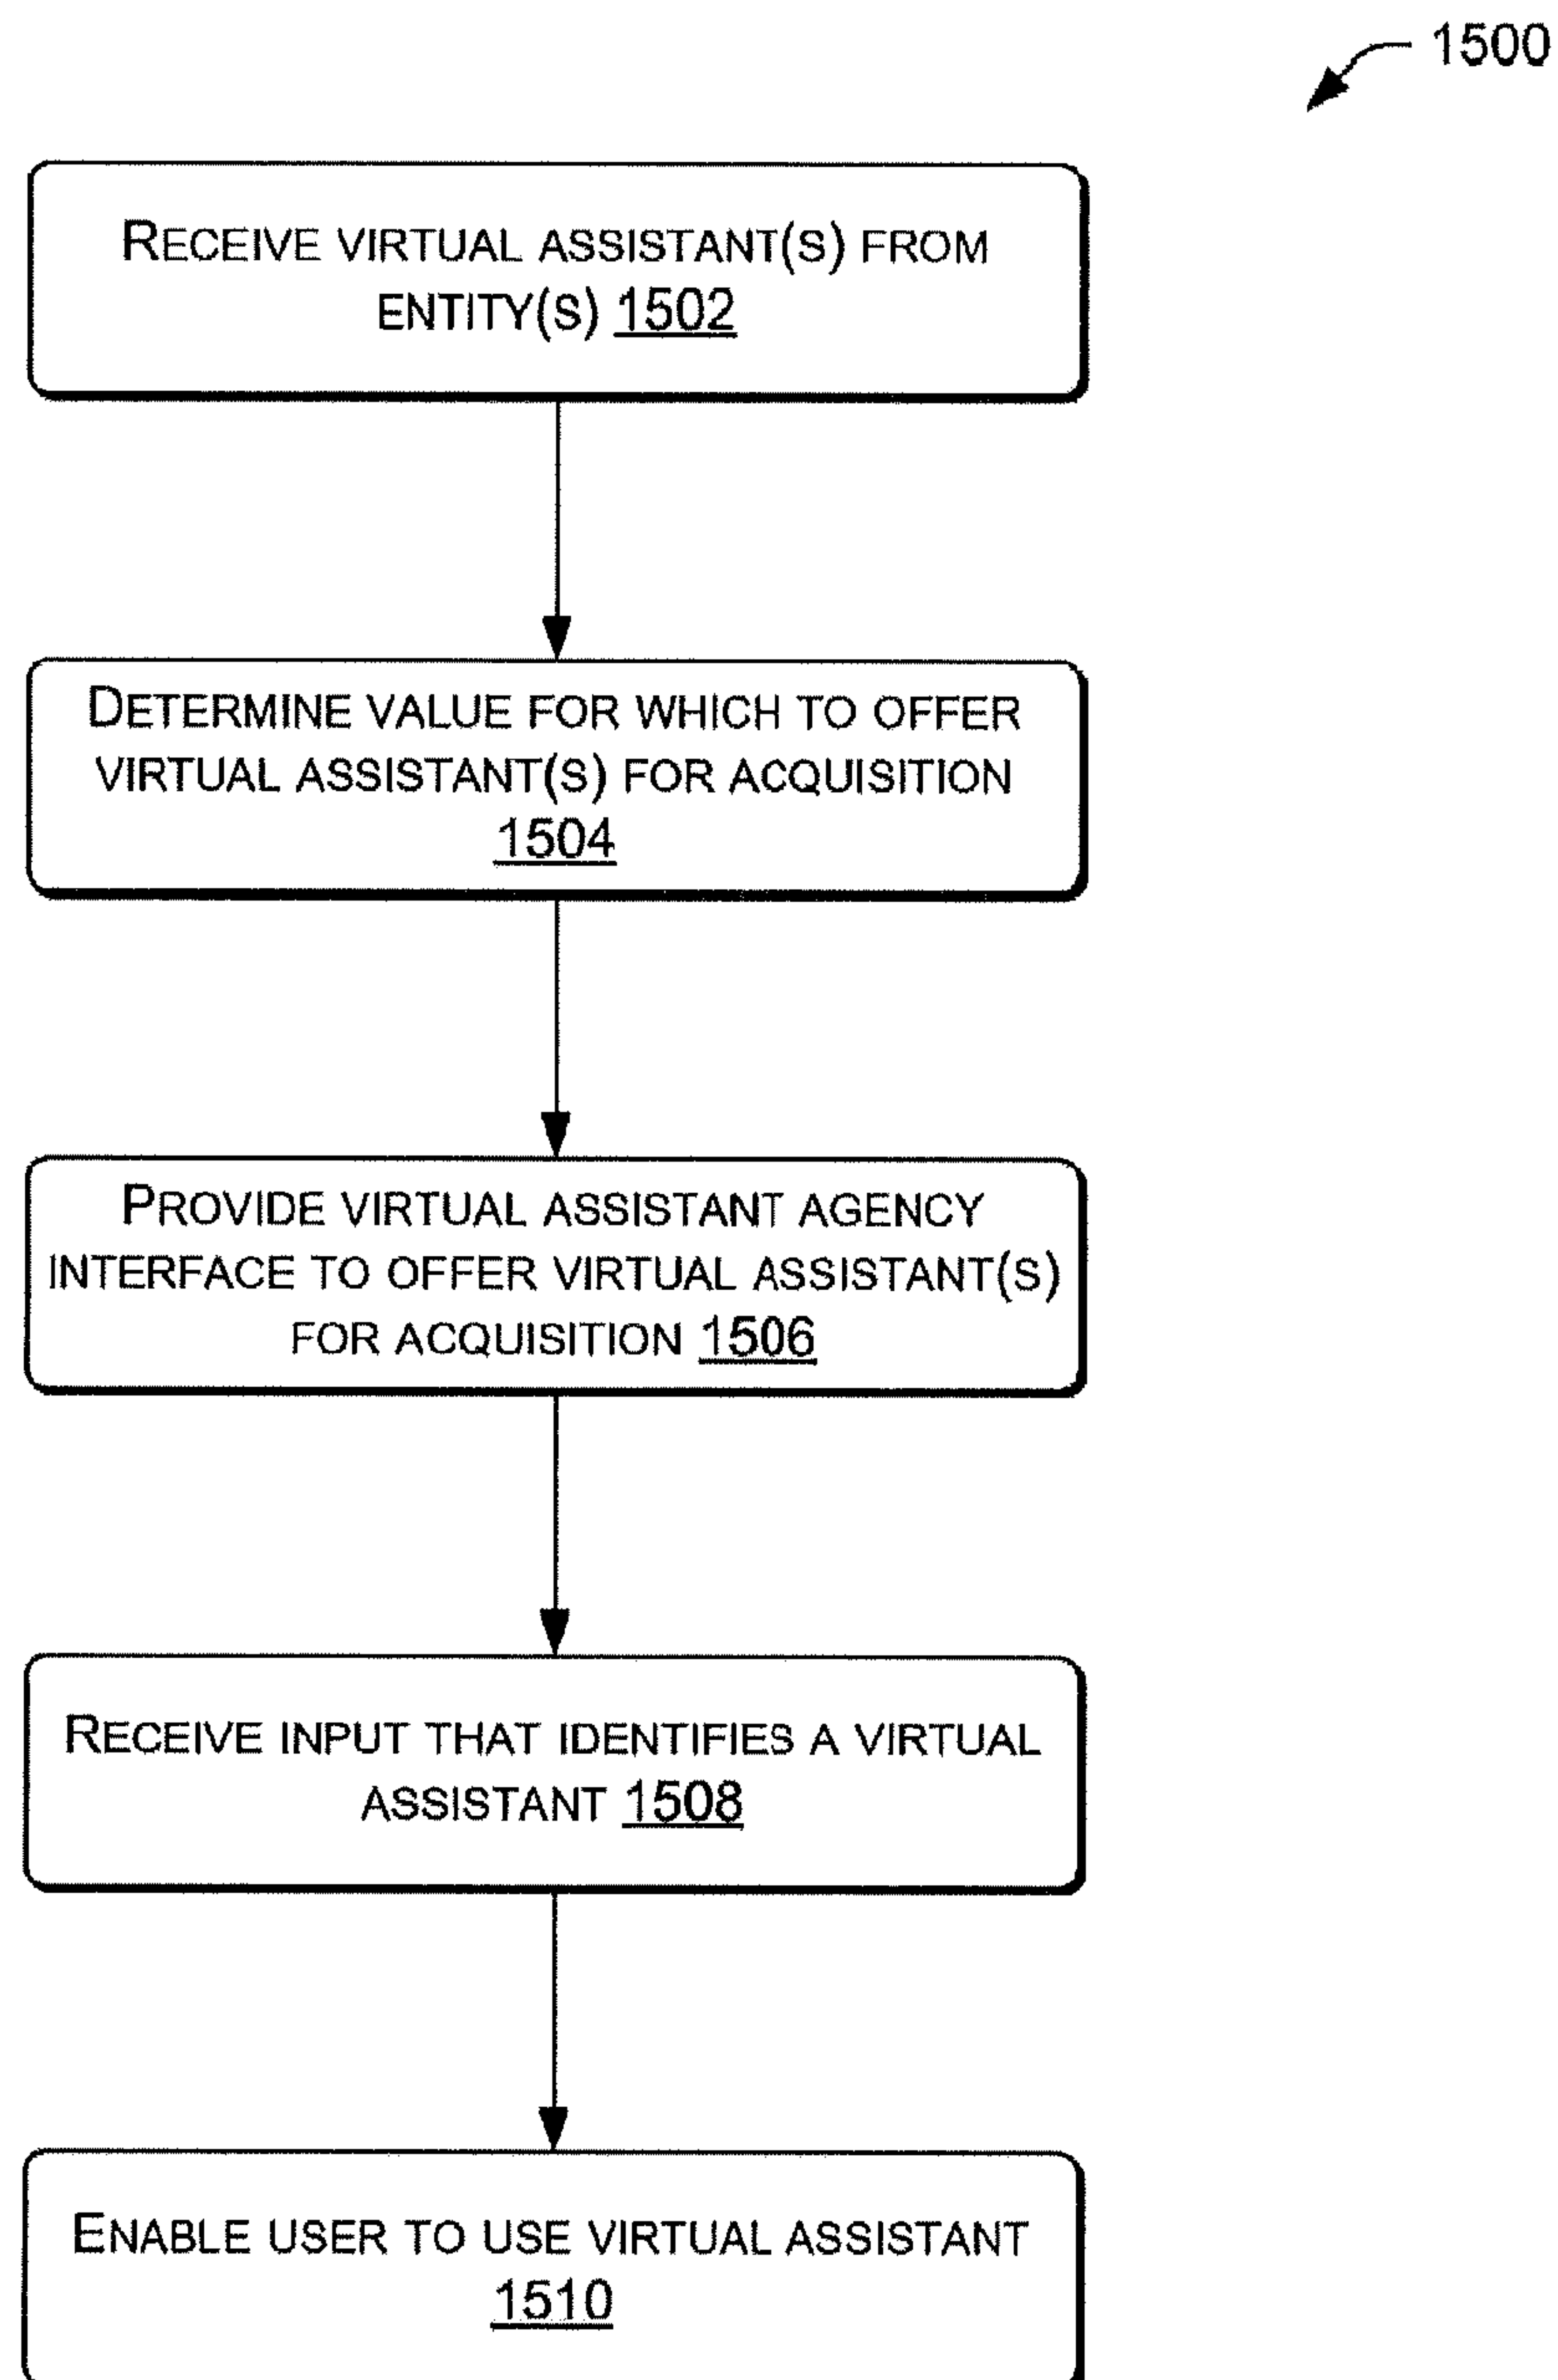 1500
RECEIVE VIRTUAL ASSISTANT(S) FROM
ENTITY(S) 1502
DETERMINE VALUE FOR WHICH TO OFFER
VIRTUAL ASSISTANT(S) FOR ACQUISITION
1504
PROVIDE VIRTUAL ASSISTANT AGENCY
INTERFACE TO OFFER VIRTUAL ASSISTANT(S)
FOR ACQUISITION 1506
RECEIVE INPUT THAT IDENTIFIES A VIRTUAL
ASSISTANT 1508
ENABLE USER TO USE VIRTUAL ASSISTANT
1510